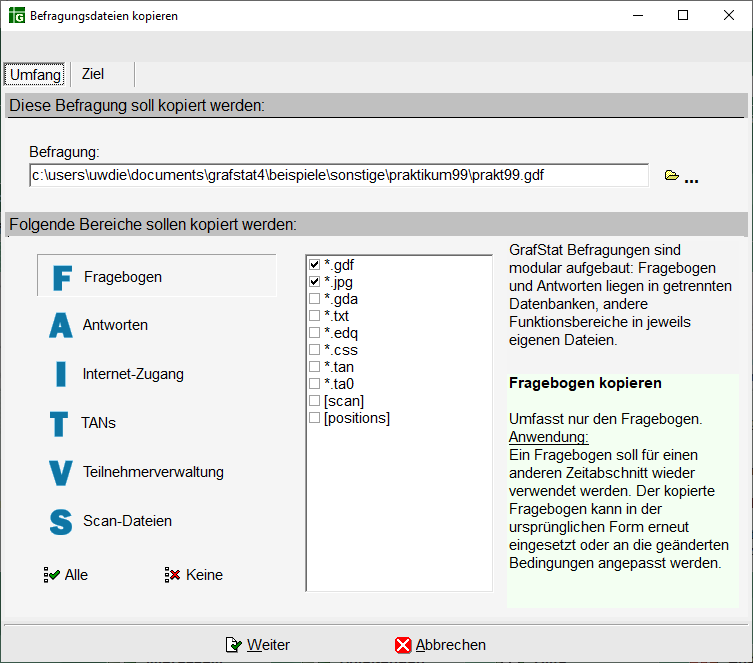 Befragungsdateien kopieren
Umfang Ziel
Diese Befragung soll kopiert werden:
Befragung:
c:\users\uwdie\documents\grafstat4\beispiele\sonstige\praktikum99\prakt99.gdf
...
Folgende Bereiche sollen kopiert werden:
F Fragebogen
A Antworten
I Internet-Zugang
T TANs
V Teilnehmerverwaltung
S Scan-Dateien
Alle Keine
*.gdf
*.jpg
*.gda
*.txt
*.edq
*.css
*.tan
*.ta0
[scan]
[positions]
GrafStat Befragungen sind
modular aufgebaut: Fragebogen
und Antworten liegen in getrennten
Datenbanken, andere
Funktionsbereiche in jeweils
eigenen Dateien.
Fragebogen kopieren
Umfasst nur den Fragebogen.
Anwendung:
Ein Fragebogen soll für einen
anderen Zeitabschnitt wieder
verwendet werden. Der kopierte
Fragebogen kann in der
ursprünglichen Form erneut
eingesetzt oder an die geänderten
Bedingungen angepasst werden.
Weiter Abbrechen